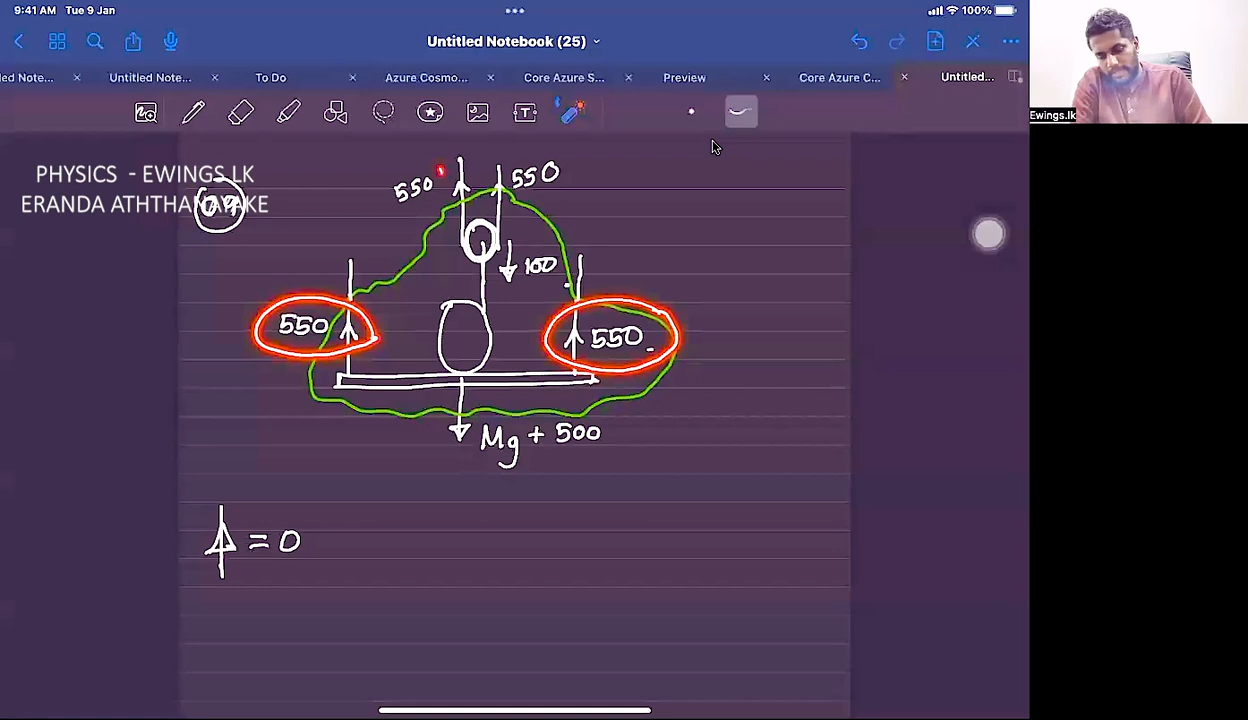 9:41 AM Tue 9 Jan
100%
Untitled Notebook (25)
led Note...
Untitled Note...
To Do
Azure Cosmo...
Core Azure S...
Preview
Core Azure C...
Untitled...
Ewings.lk
PHYSICS - EWINGS.LK
ERANDA ATHTHANAYAKE
09
550
550
100
550
550
Mg + 500
↑ = 0